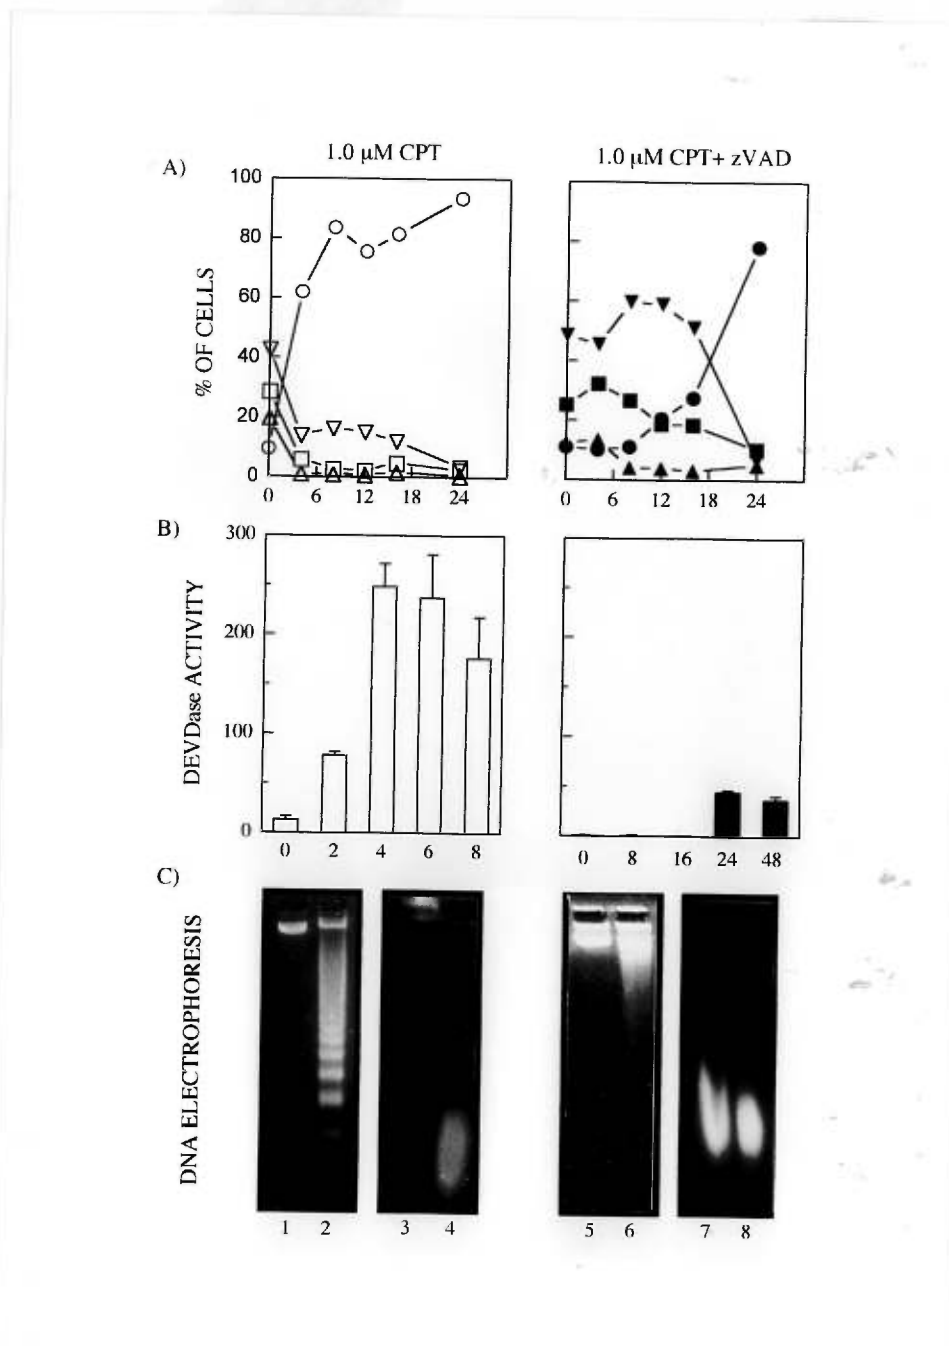 1.0 µM CPT
1.0 µM CPT+ zVAD
A)
100
80
60
40
20
0
% OF CELLS
0 6 12 18 24
0 6 12 18 24
B)
300
200
100
0
DEVDase ACTIVITY
0 2 4 6 8
0 8 16 24 48
C)
DNA ELECTROPHORESIS
1 2 3 4
5 6 7 8